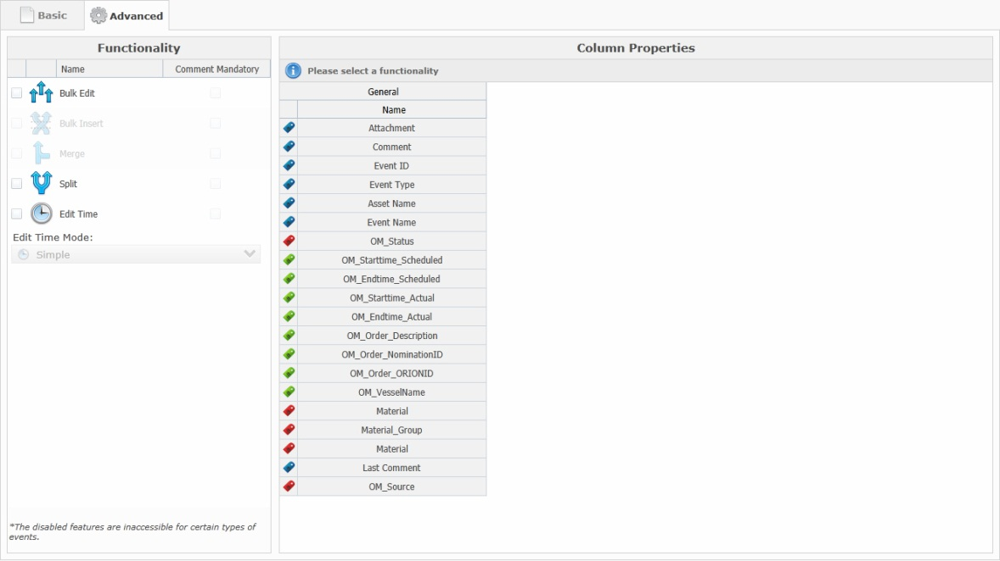 Basic
Advanced
Functionality
Name
Comment Mandatory
Bulk Edit
Bulk Insert
Merge
Split
Edit Time
Edit Time Mode:
Simple
*The disabled features are inaccessible for certain types of
events.
Column Properties
Please select a functionality
General
Name
Attachment
Comment
Event ID
Event Type
Asset Name
Event Name
OM_Status
OM_Starttime_Scheduled
OM_Endtime_Scheduled
OM_Starttime_Actual
OM_Endtime_Actual
OM_Order_Description
OM_Order_NominationID
OM_Order_ORIONID
OM_VesselName
Material
Material_Group
Material
Last Comment
OM_Source